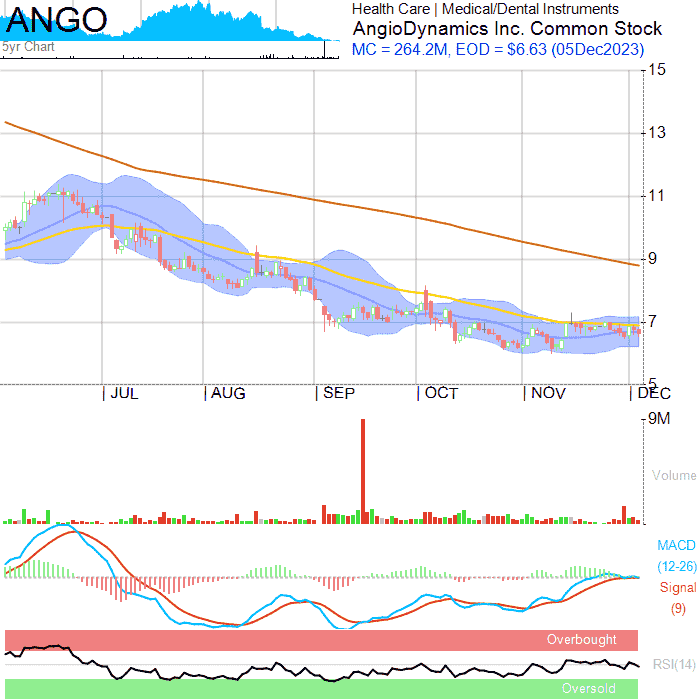 ANGO
5yr Chart
Health Care | Medical/Dental Instruments
AngioDynamics Inc. Common Stock
MC = 264.2M, EOD = $6.63 (05Dec2023)
15
13
11
9
7
5
JUL AUG SEP OCT NOV DEC
9M
Volume
MACD
(12-26)
Signal
(9)
Overbought
RSI(14)
Oversold